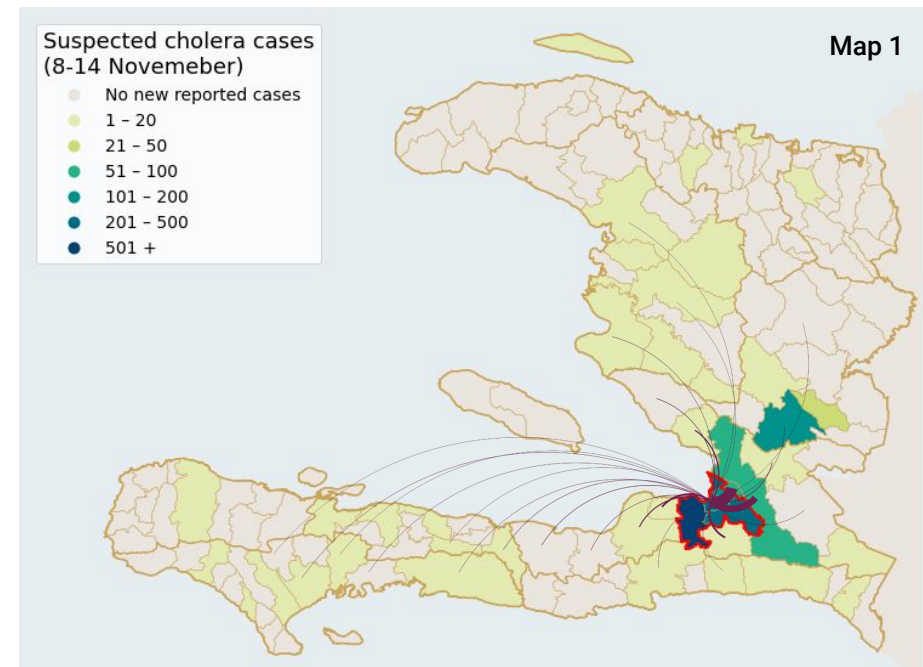 Suspected cholera cases
(8-14 Novemeber)
No new reported cases
1 – 20
21 – 50
51 – 100
101 – 200
201 – 500
501 +
Map 1